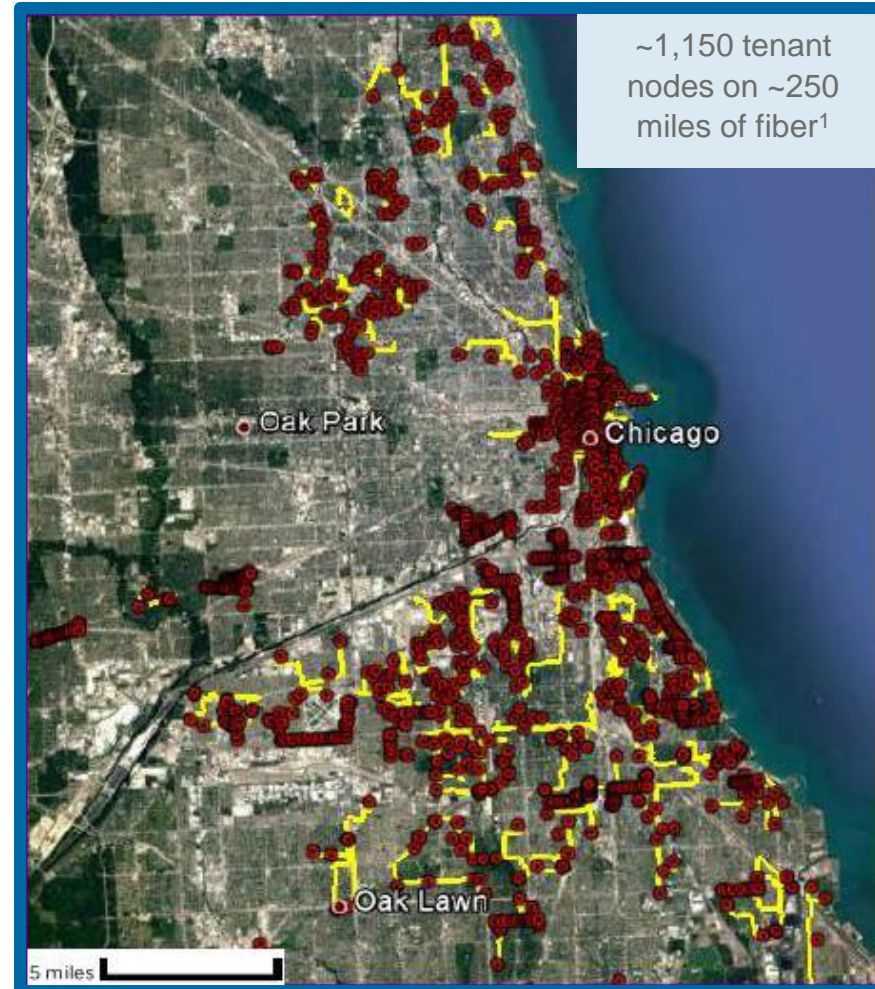 ~1,150 tenant
nodes on ~250
miles of fiber¹
Oak Park
Chicago
Oak Lawn
5 miles